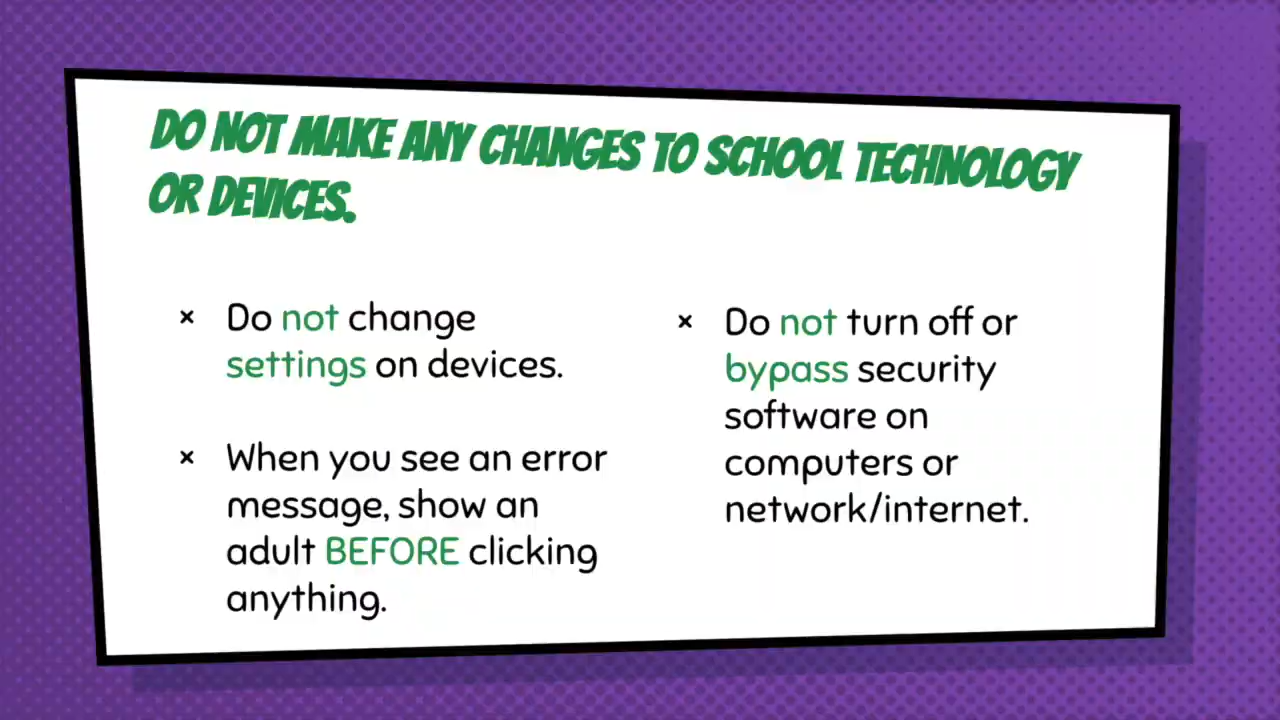 DO NOT MAKE ANY CHANGES TO SCHOOL TECHNOLOGY
OR DEVICES.
× Do not change
settings on devices.
× When you see an error
message, show an
adult BEFORE clicking
anything.
× Do not turn off or
bypass security
software on
computers or
network/internet.